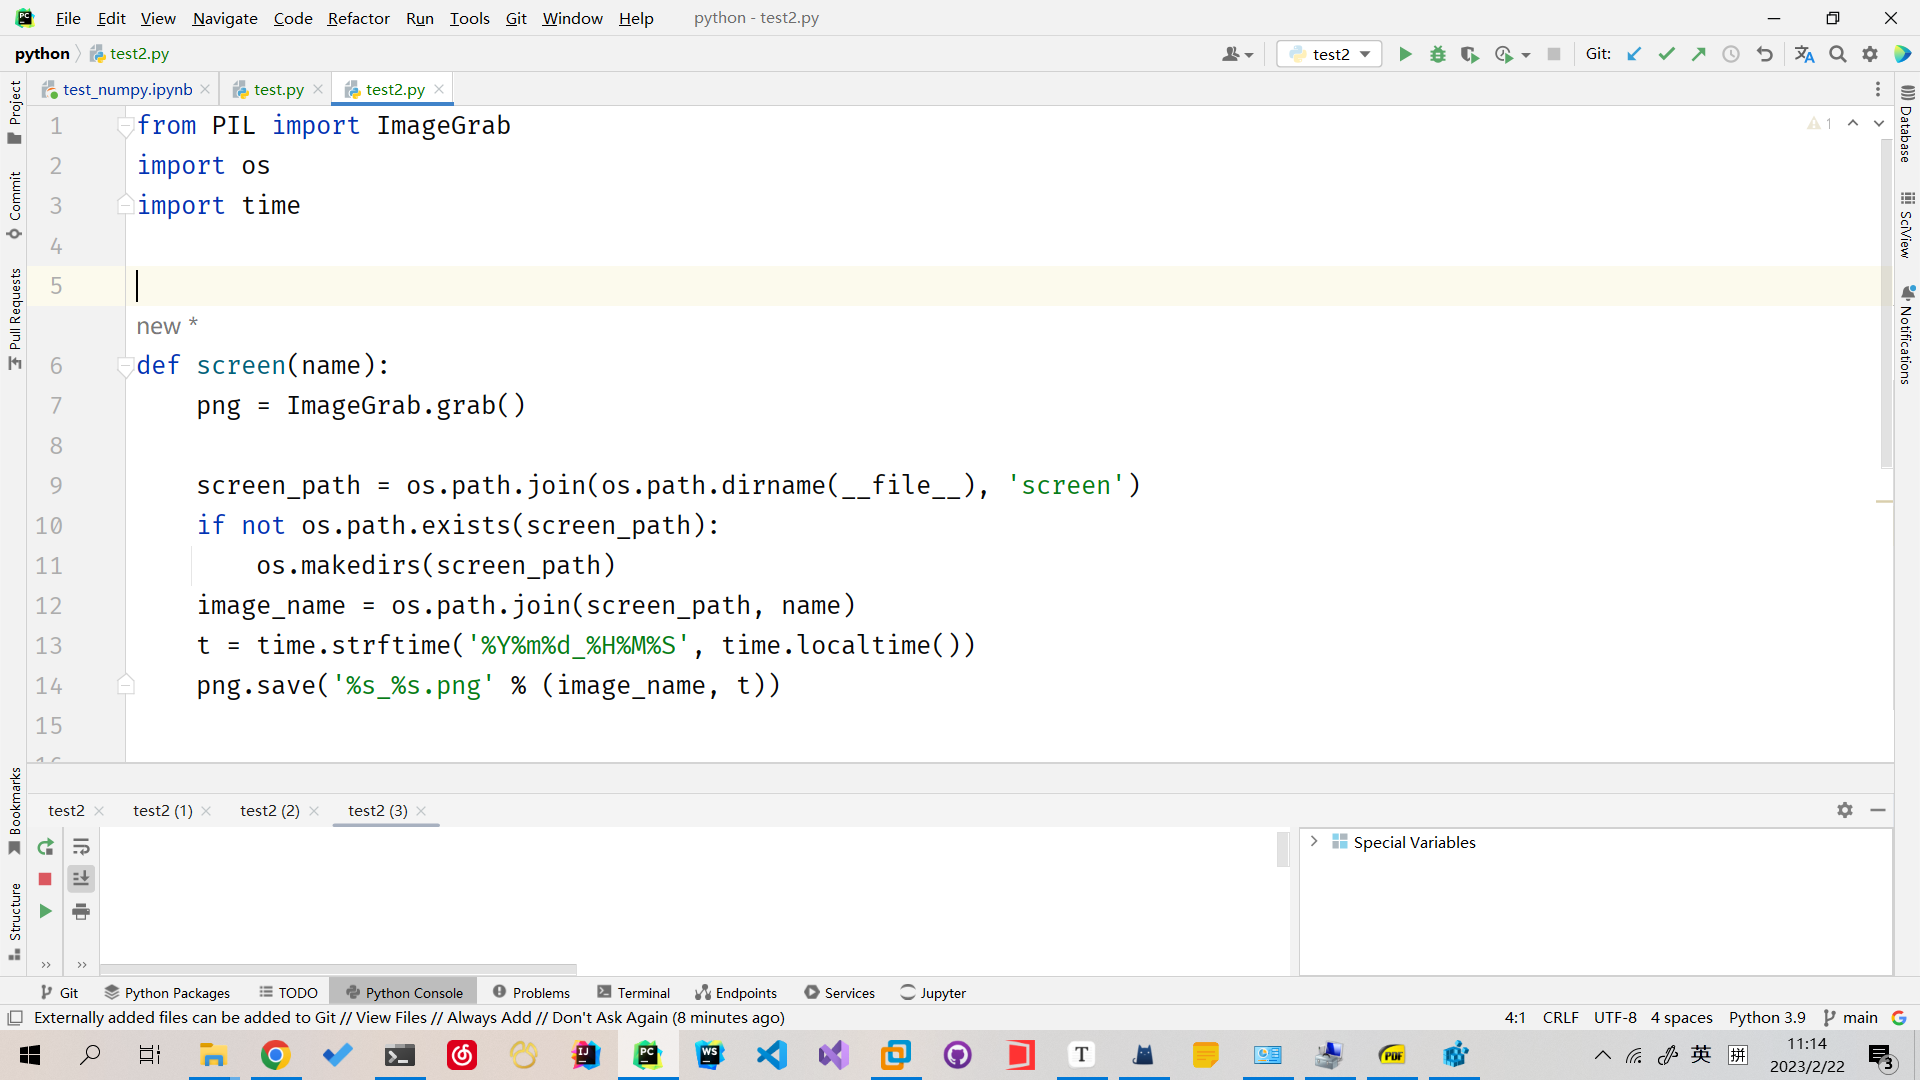 File Edit View Navigate Code Refactor Run Tools Git Window Help python - test2.py
python test2.py test2 Git:
test_numpy.ipynb test.py test2.py
1 from PIL import ImageGrab
2 import os
3 import time
4
5
new *
6 def screen(name):
7 png = ImageGrab.grab()
8
9 screen_path = os.path.join(os.path.dirname(__file__), 'screen')
10 if not os.path.exists(screen_path):
11 os.makedirs(screen_path)
12 image_name = os.path.join(screen_path, name)
13 t = time.strftime('%Y%m%d_%H%M%S', time.localtime())
14 png.save('%s_%s.png' % (image_name, t))
15
1
Project
Commit
Pull Requests
Bookmarks
Structure
Database
SciView
Notifications
test2 test2 (1) test2 (2) test2 (3)
Special Variables
Git Python Packages TODO Python Console Problems Terminal Endpoints Services Jupyter
Externally added files can be added to Git // View Files // Always Add // Don't Ask Again (8 minutes ago) 4:1 CRLF UTF-8 4 spaces Python 3.9 main
英 拼 11:14
2023/2/22
3